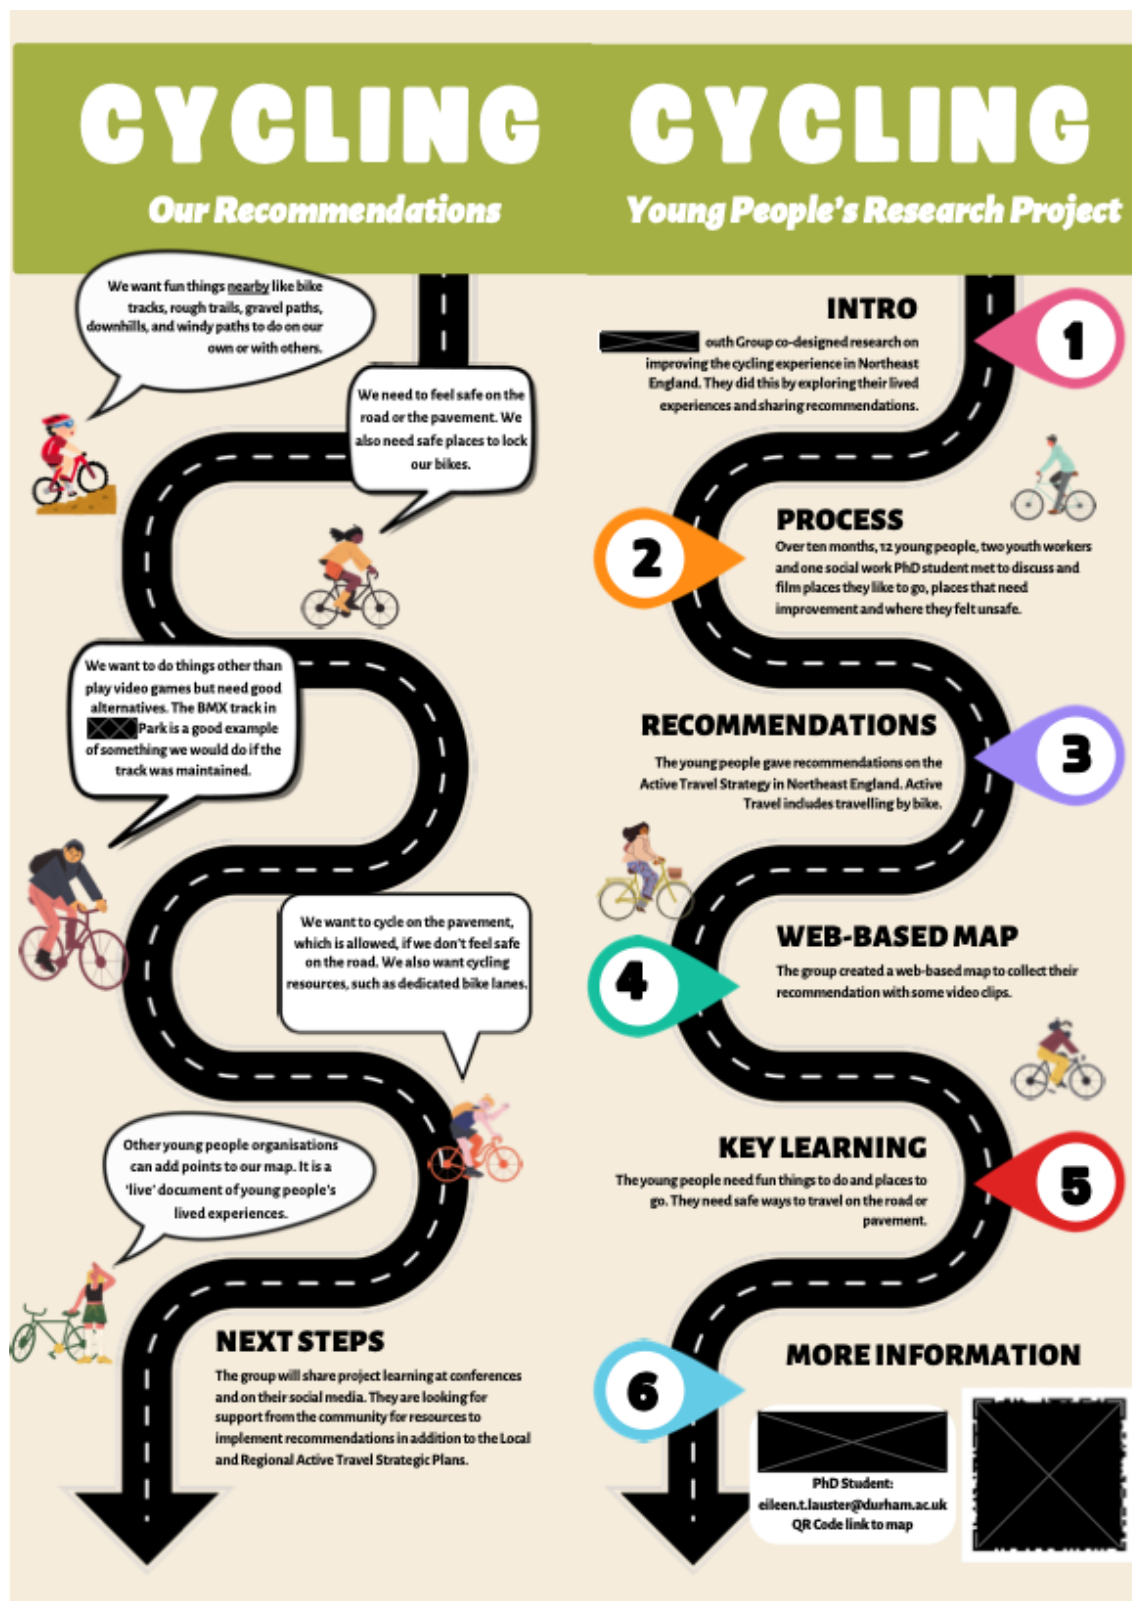 CYCLING
Our Recommendations
We want fun things nearby like bike
tracks, rough trails, gravel paths,
downhills, and windy paths to do on our
own or with others.
We need to feel safe on the
road or the pavement. We
also need safe places to lock
our bikes.
We want to do things other than
play video games but need good
alternatives. The BMX track in
Park is a good example
of something we would do if the
track was maintained.
We want to cycle on the pavement,
which is allowed, if we don't feel safe
on the road. We also want cycling
resources, such as dedicated bike lanes.
Other young people organisations
can add points to our map. It is a
'live' document of young people's
lived experiences.
NEXT STEPS
The group will share project learning at conferences
and on their social media. They are looking for
support from the community for resources to
implement recommendations in addition to the Local
and Regional Active Travel Strategic Plans.
CYCLING
Young People's Research Project
1
INTRO
outh Group co-designed research on
improving the cycling experience in Northeast
England. They did this by exploring their lived
experiences and sharing recommendations.
2
PROCESS
Over ten months, 12 young people, two youth workers
and one social work PhD student met to discuss and
film places they like to go, places that need
improvement and where they felt unsafe.
3
RECOMMENDATIONS
The young people gave recommendations on the
Active Travel Strategy in Northeast England. Active
Travel includes travelling by bike.
4
WEB-BASED MAP
The group created a web-based map to collect their
recommendation with some video clips.
5
KEY LEARNING
The young people need fun things to do and places to
go. They need safe ways to travel on the road or
pavement.
6
MORE INFORMATION
PhD Student:
eileen.t.lauster@durham.ac.uk
QR Code link to map